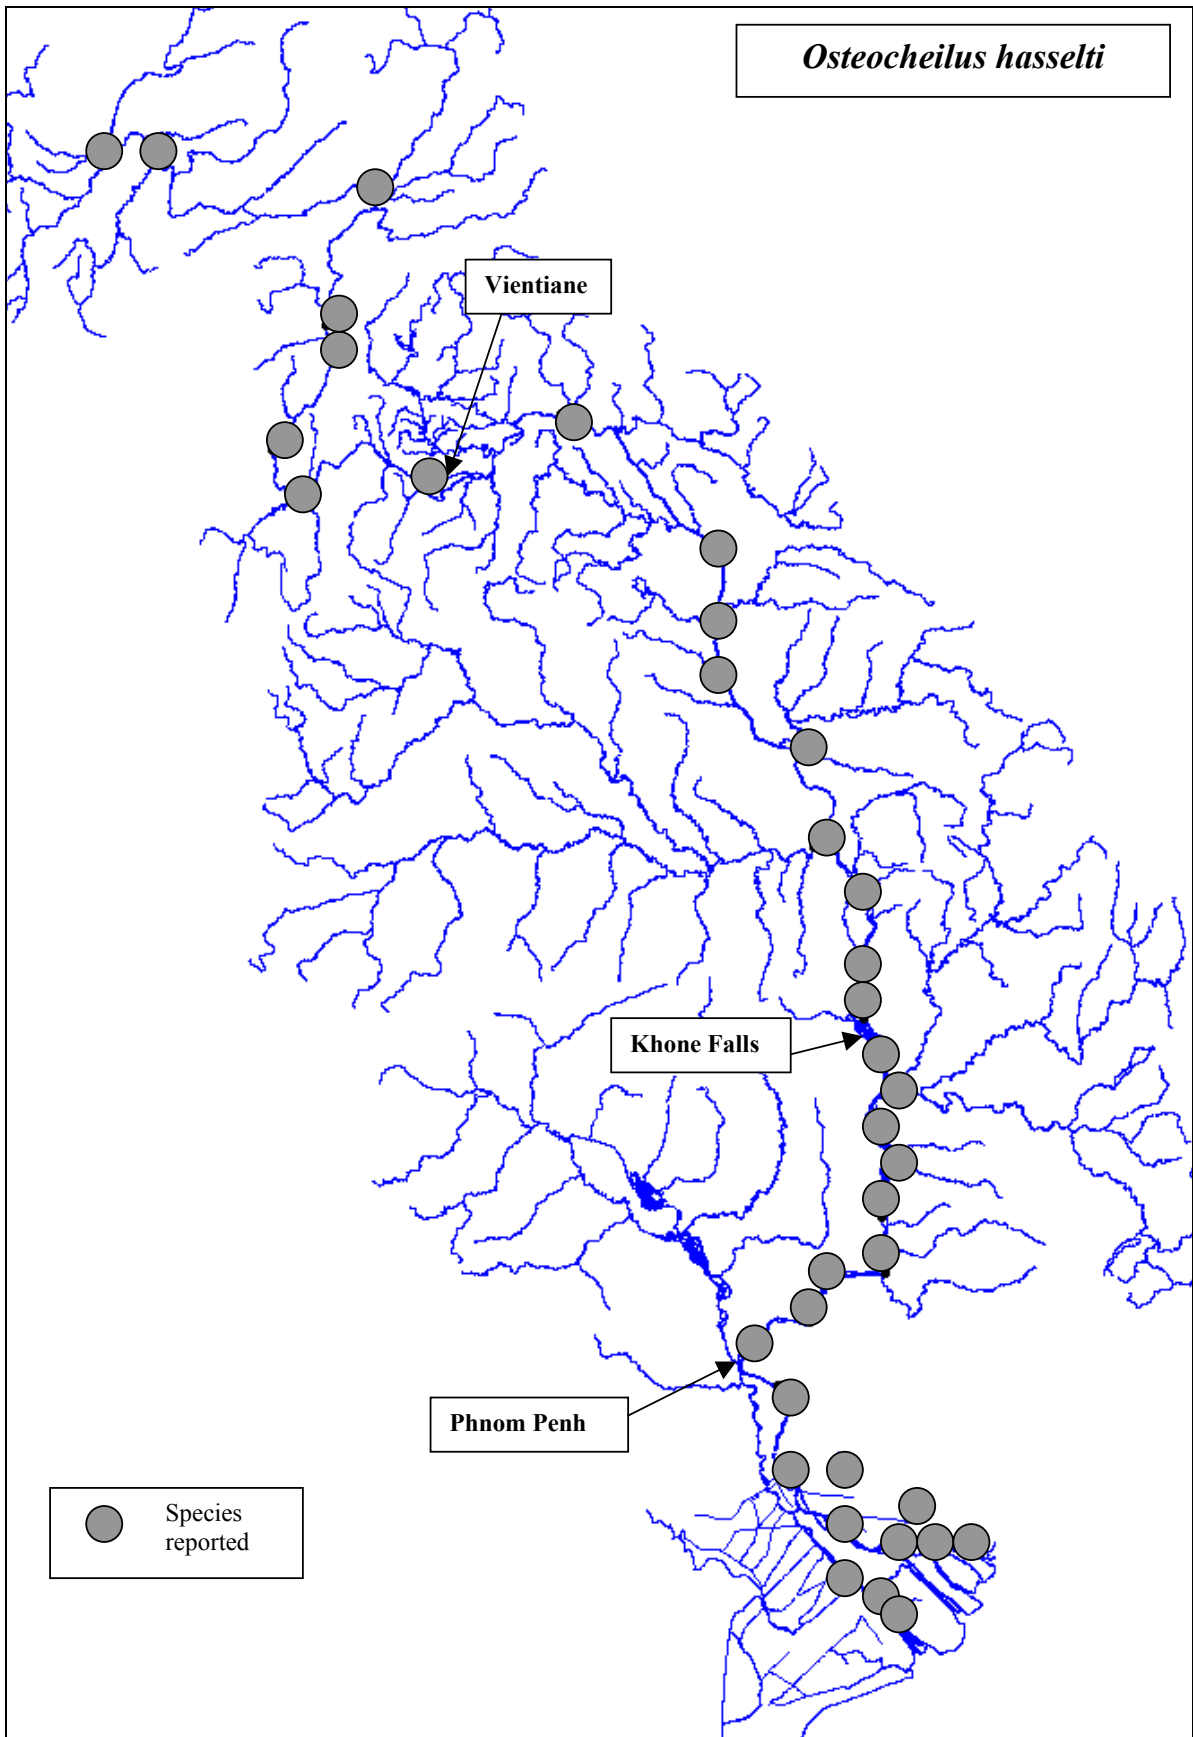 Osteocheilus hasselti
Vientiane
Khone Falls
Phnom Penh
Species
reported